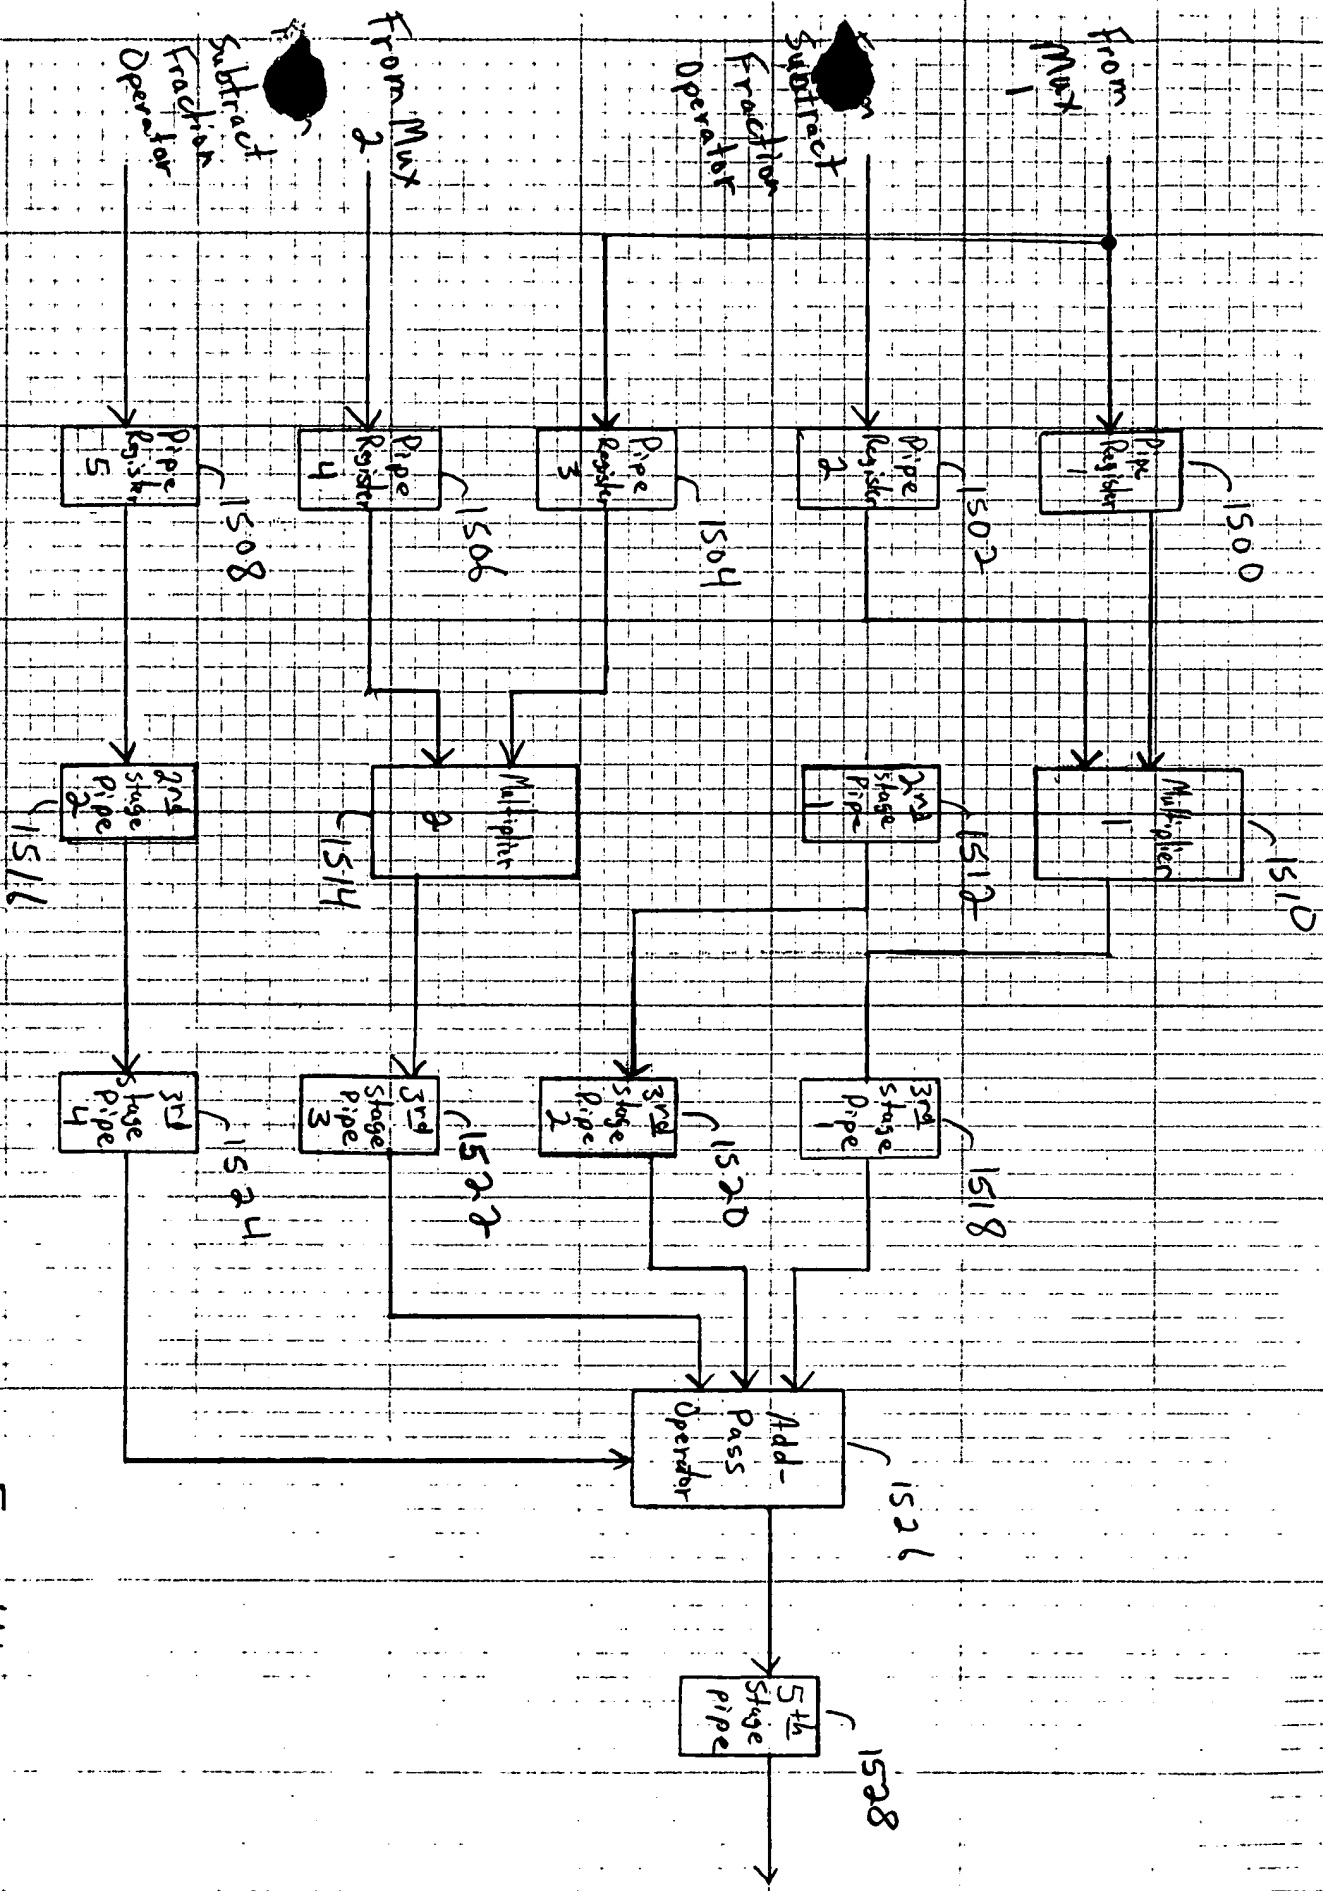 From
Mux
1
Subtract
Fraction
Operator
From Mux
2
Subtract
Fraction
Operator
Pipe
Register
1
1500
Pipe
Register
2
1502
Pipe
Register
3
1504
Pipe
Register
4
1506
Pipe
Register
5
1508
Multiplier
1
1510
2nd
stage
Pipe
1
1512
Multiplier
2
1514
2nd
stage
Pipe
2
1516
3rd
stage
Pipe
1
1518
3rd
stage
Pipe
2
1520
3rd
stage
Pipe
3
1522
3rd
stage
Pipe
4
1524
Add-
Pass
Operator
1526
5th
stage
pipe
1528